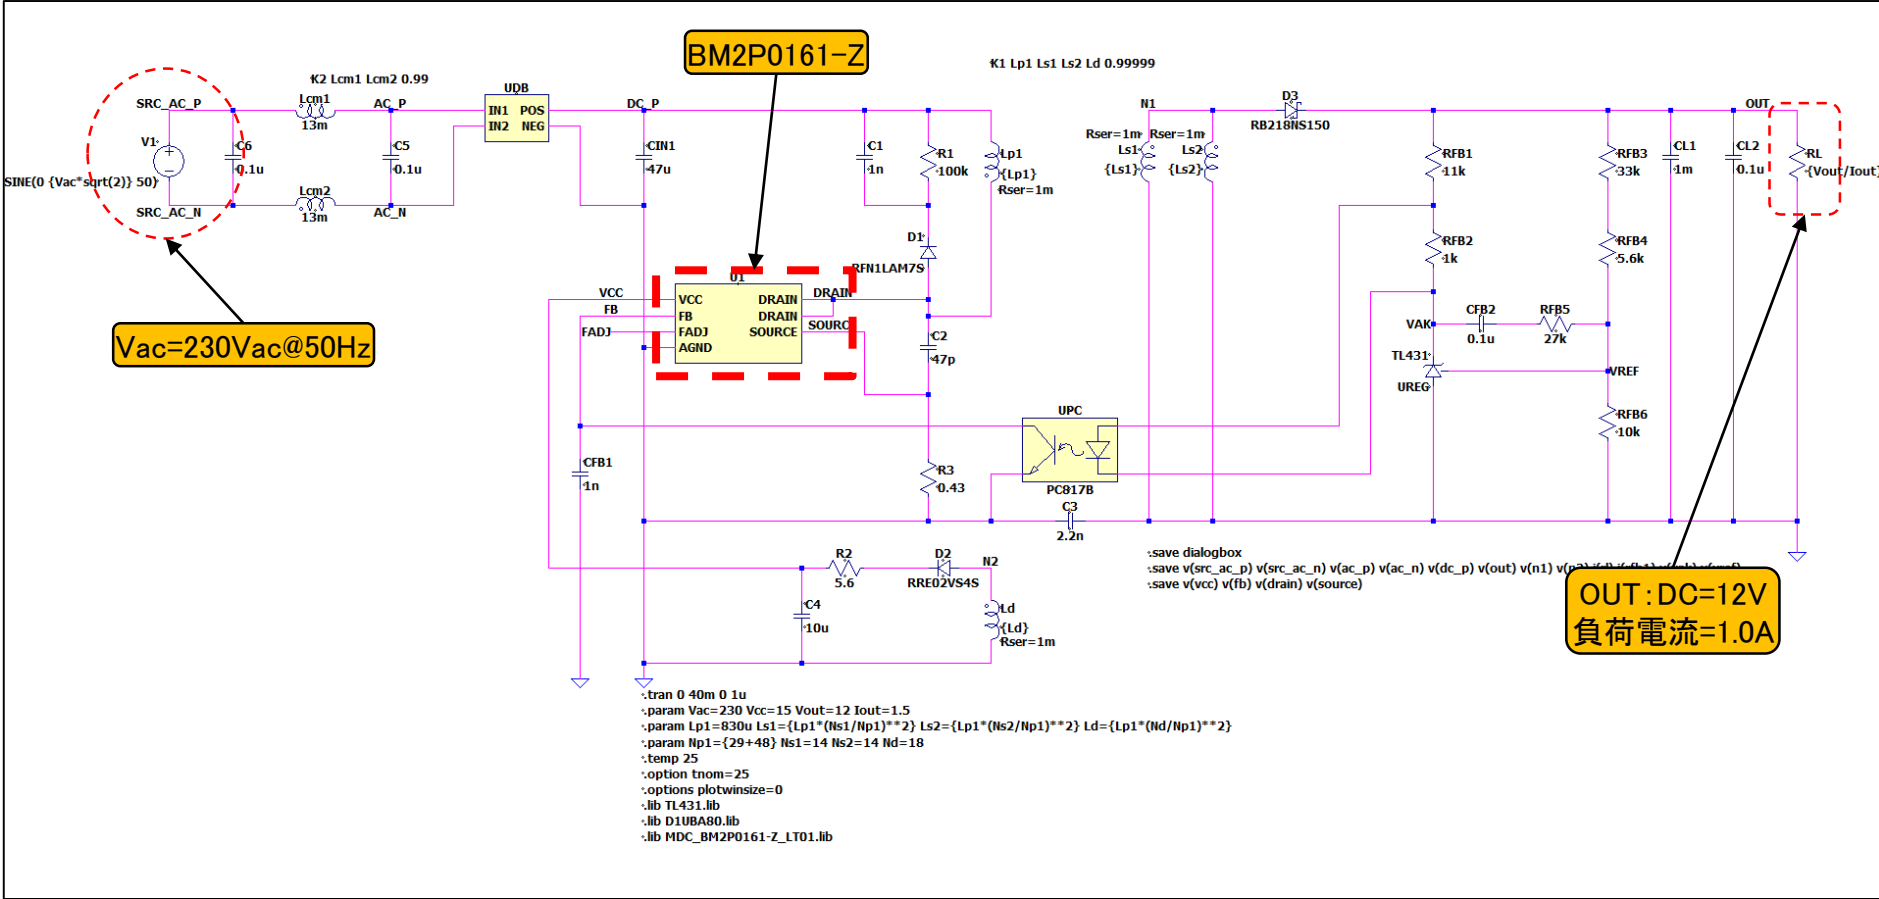 BM2P0161-Z
K1 Lp1 Ls1 Ls2 Ld 0.99999
K2 Lcm1 Lcm2 0.99
SRC_AC_P
Lcm1
13m
AC_P
UDB
IN1 POS
IN2 NEG
DC_P
N1
D3
RB218NS150
OUT
V1
SINE(0 {Vac*sqrt(2)} 50)
C6
0.1u
C5
0.1u
CIN1
47u
C1
1n
R1
100k
Lp1
{Lp1}
Rser=1m
Rser=1m
Ls1
{Ls1}
Rser=1m
Ls2
{Ls2}
RFB1
11k
RFB3
33k
CL1
1m
CL2
0.1u
RL
{Vout/Iout}
SRC_AC_N
Lcm2
13m
AC_N
D1
RFN1LAM7S
RFB2
1k
RFB4
5.6k
U1
VCC
FB
FADJ
VCC
FB
FADJ
AGND
DRAIN
DRAIN
SOURCE
DRAIN
C2
47p
VAK
CFB2
0.1u
RFB5
27k
TL431
UREG
VREF
RFB6
10k
Vac=230Vac@50Hz
UPC
PC817B
CFB1
1n
R3
0.43
C3
2.2n
R2
5.6
D2
RRE02VS4S
N2
C4
10u
Ld
{Ld}
Rser=1m
.save dialogbox
.save v(src_ac_p) v(src_ac_n) v(ac_p) v(ac_n) v(dc_p) v(out) v(n1)
.save v(vcc) v(fb) v(drain) v(source)
OUT:DC=12V
負荷電流=1.0A
.tran 0 40m 0 1u
.param Vac=230 Vcc=15 Vout=12 Iout=1.5
.param Lp1=830u Ls1={Lp1*(Ns1/Np1)**2} Ls2={Lp1*(Ns2/Np1)**2} Ld={Lp1*(Nd/Np1)**2}
.param Np1={29+48} Ns1=14 Ns2=14 Nd=18
.temp 25
.option tnom=25
.options plotwinsize=0
.lib TL431.lib
.lib D1UBA80.lib
.lib MDC_BM2P0161-Z_LT01.lib